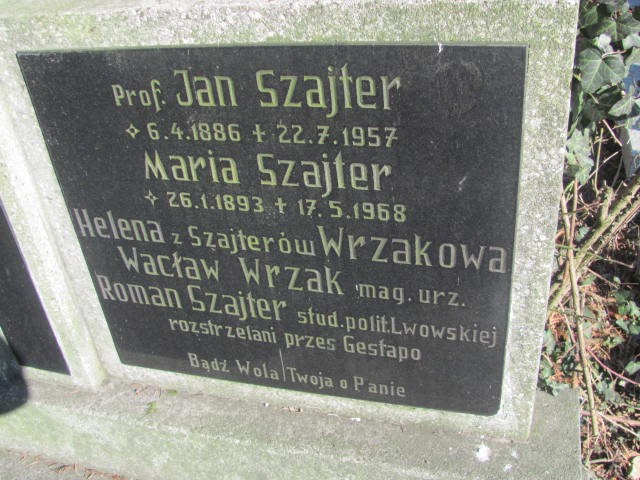 Prof. Jan Szajter
✧ 6.4.1886 + 22.7.1957
Maria Szajter
✧ 26.1.1893 + 17.5.1968
Helena z Szajterów Wrzakowa
Wacław Wrzak mag. urz.
Roman Szajter stud. polit. Lwowskiej
rozstrzelani przes Gestapo
Bądź Wola Twoja o Panie